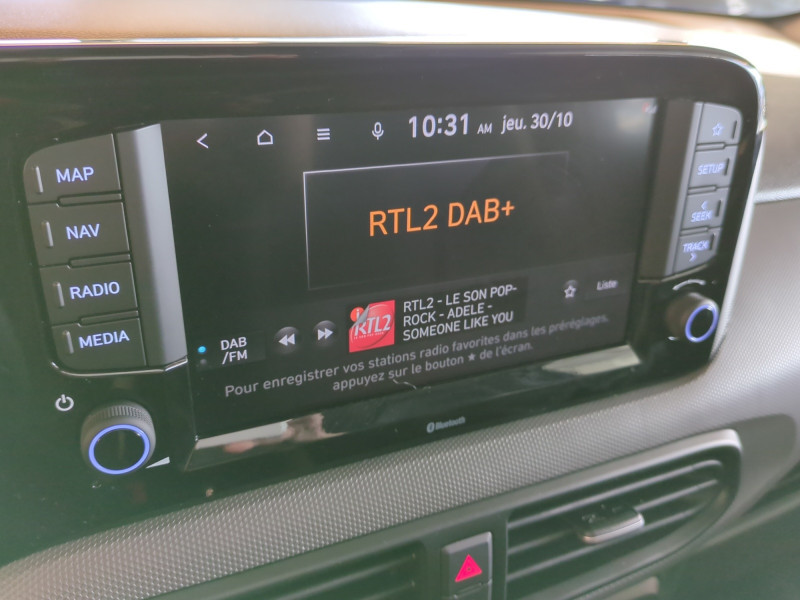 10:31 AM jeu. 30/10
MAP
NAV
RADIO
MEDIA
RTL2 DAB+
SETUP
< SEEK
TRACK >
DAB
/FM
RTL2
RTL2 - LE SON POP-
ROCK - ADELE -
SOMEONE LIKE YOU
Liste
Pour enregistrer vos stations radio favorites dans les préréglages,
appuyez sur le bouton ★ de l'écran.
Bluetooth